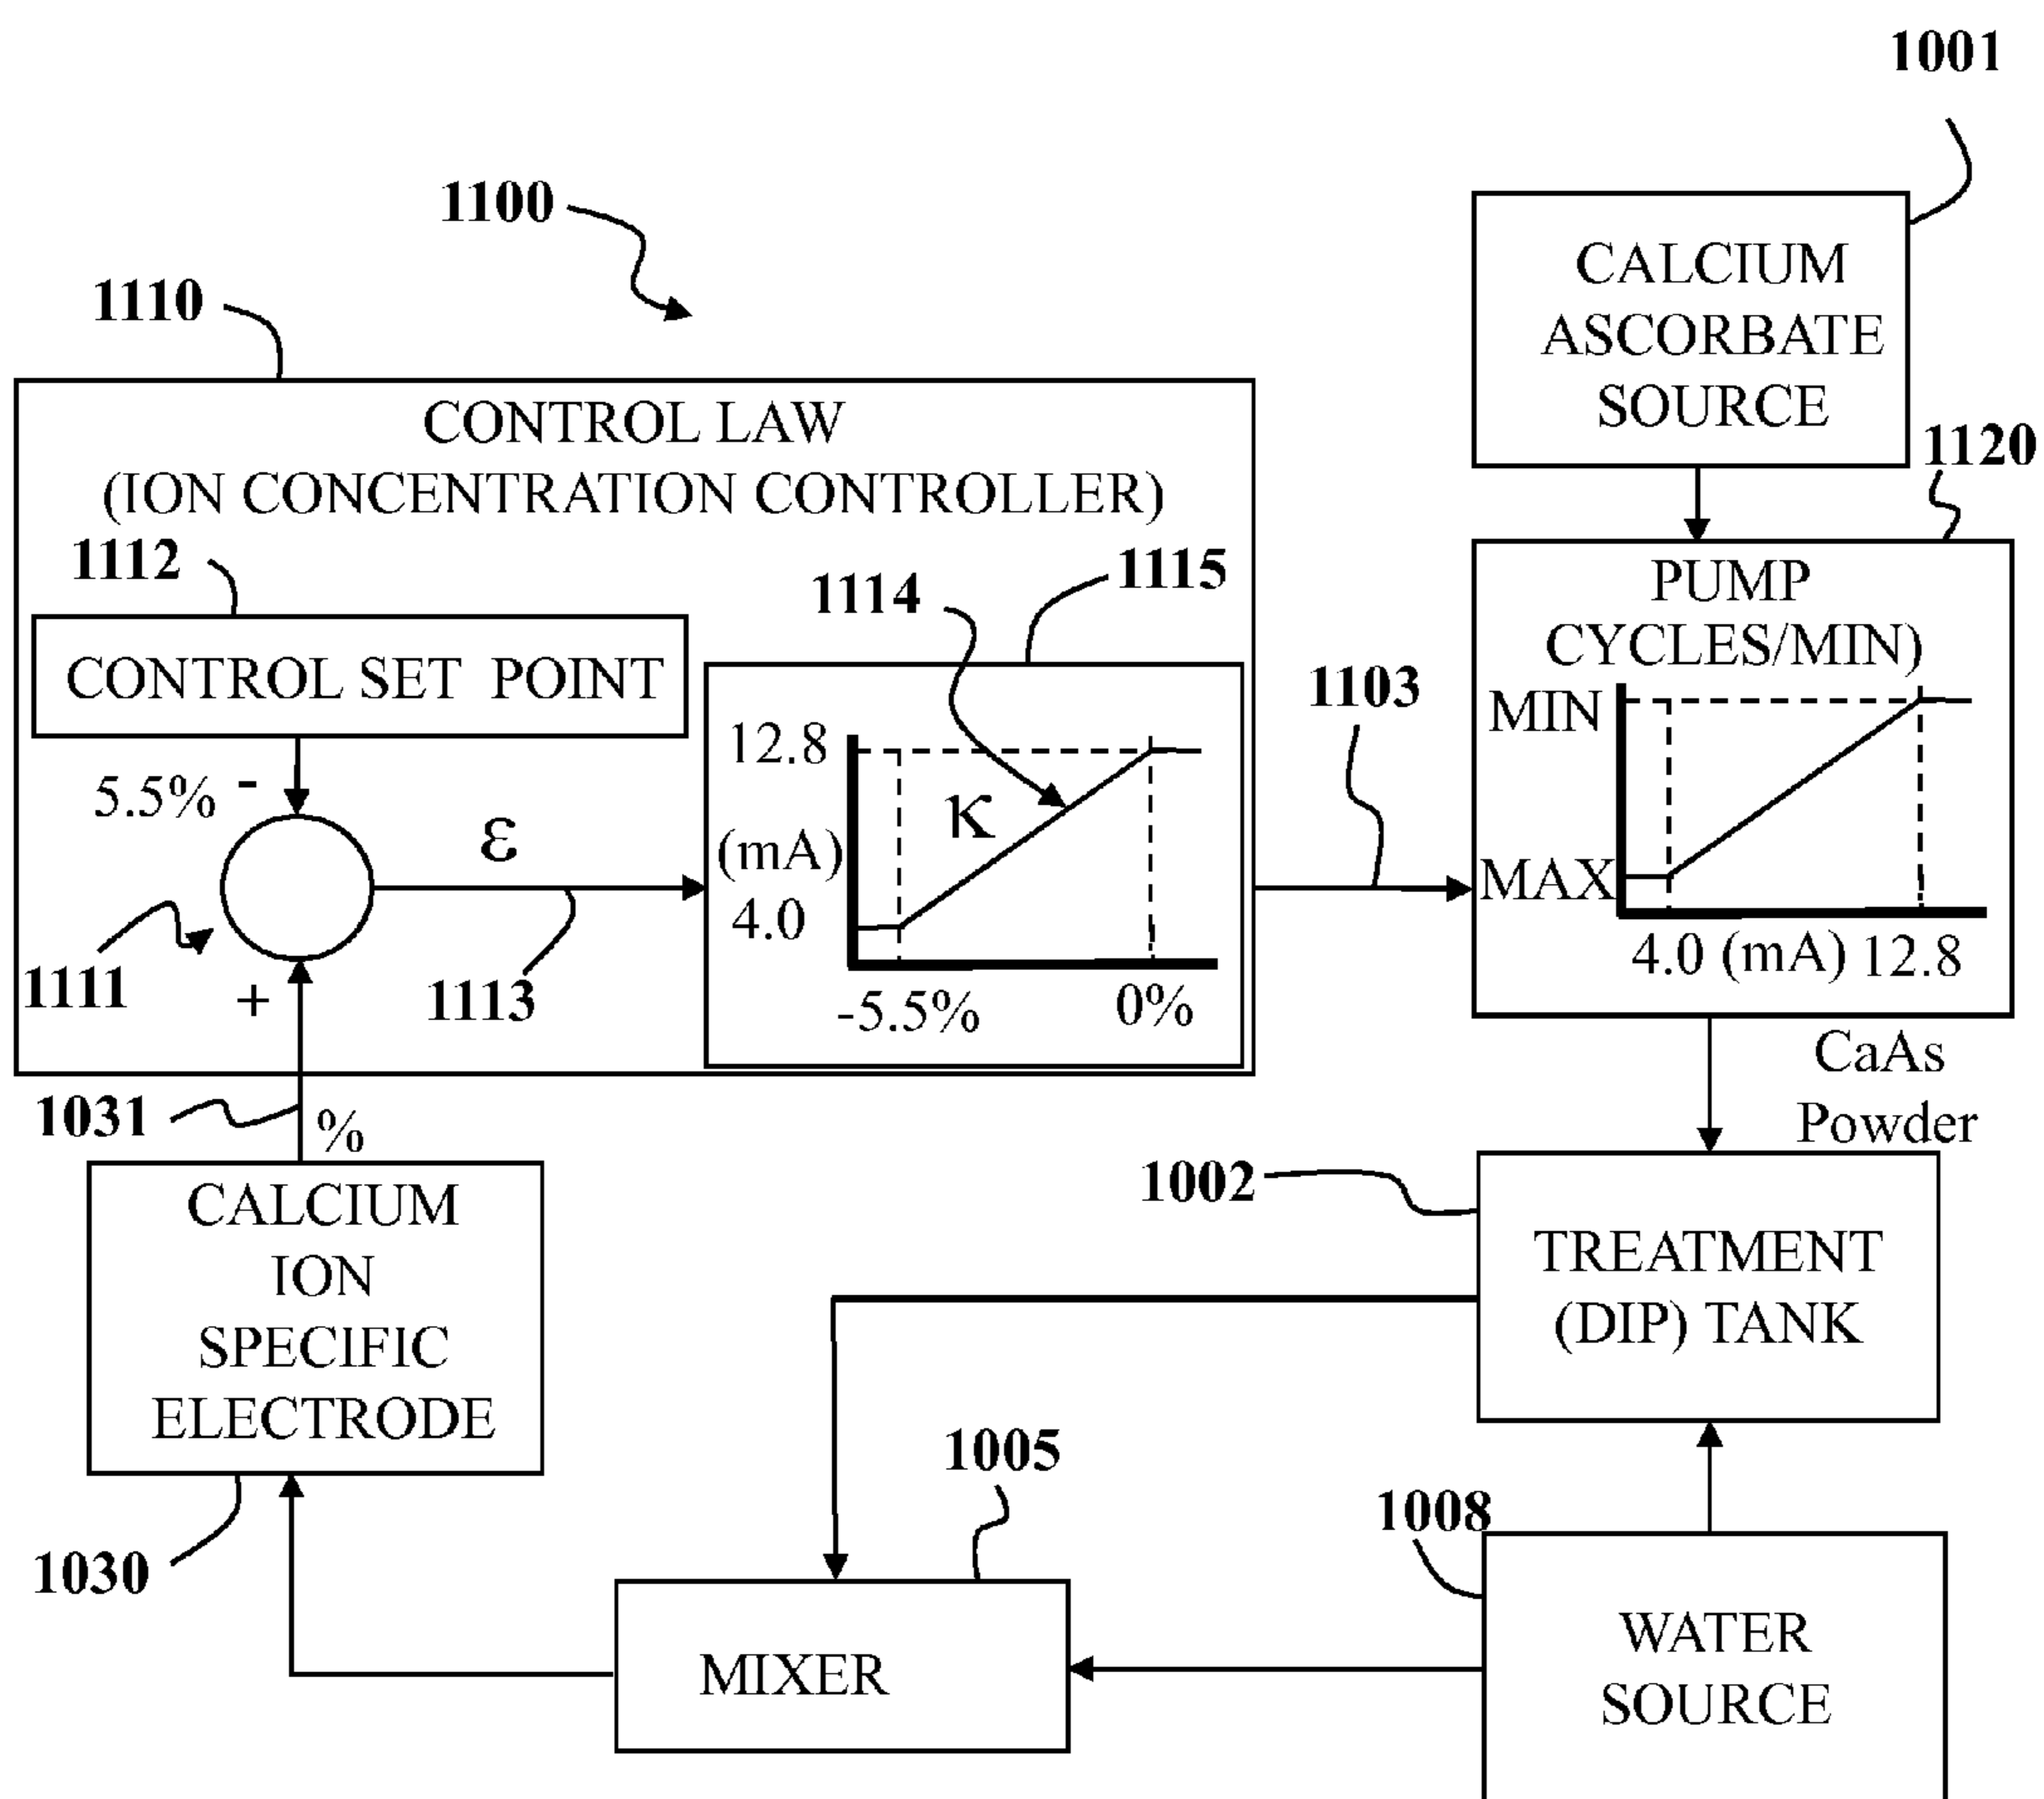 1001
1100
1110
CALCIUM
ASCORBATE
SOURCE
CONTROL LAW
(ION CONCENTRATION CONTROLLER)
1120
1112
1114
1115
PUMP
CYCLES/MIN)
CONTROL SET POINT
1103
MIN
12.8
5.5% -
ε
K
(mA)
MAX
4.0
1111
+
1113
-5.5%
0%
4.0 (mA) 12.8
CaAs
Powder
1031
%
1002
CALCIUM
ION
SPECIFIC
ELECTRODE
TREATMENT
(DIP) TANK
1005
1008
1030
MIXER
WATER
SOURCE